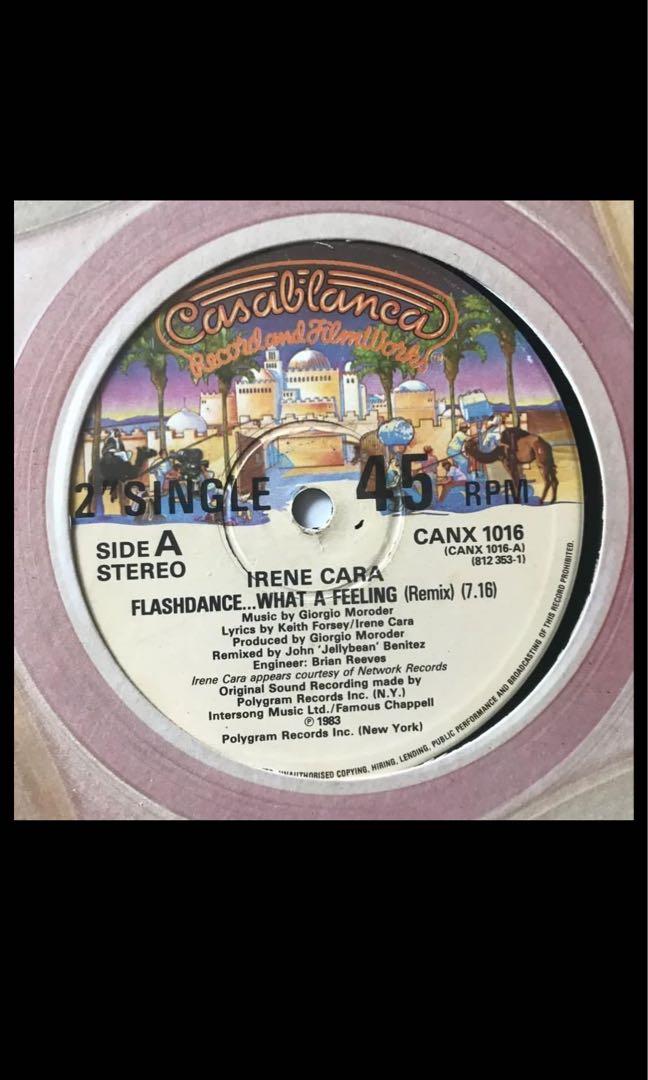 Casablanca
Record and FilmWorks
2" SINGLE 45 RPM
SIDE A
STEREO
CANX 1016
(CANX 1016-A)
(812 353-1)
IRENE CARA
FLASHDANCE...WHAT A FEELING (Remix) (7.16)
Music by Giorgio Moroder
Lyrics by Keith Forsey/Irene Cara
Produced by Giorgio Moroder
Remixed by John 'Jellybean' Benitez
Engineer: Brian Reeves
Irene Cara appears courtesy of Network Records
Original Sound Recording made by
Polygram Records Inc. (N.Y.)
Intersong Music Ltd./Famous Chappell
℗ 1983
Polygram Records Inc. (New York)
UNAUTHORISED COPYING, HIRING, LENDING, PUBLIC PERFORMANCE AND BROADCASTING OF THIS RECORD PROHIBITED.